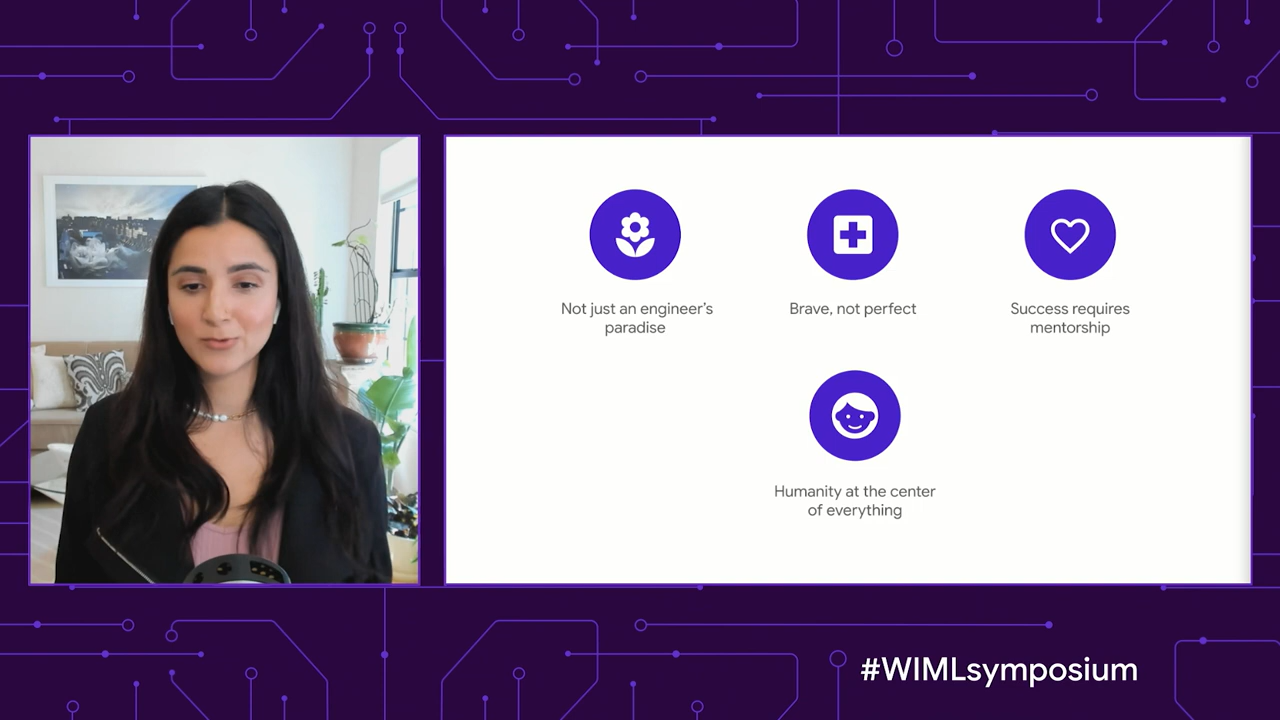 Not just an engineer's
paradise
Brave, not perfect
Success requires
mentorship
Humanity at the center
of everything
#WIMLsymposium